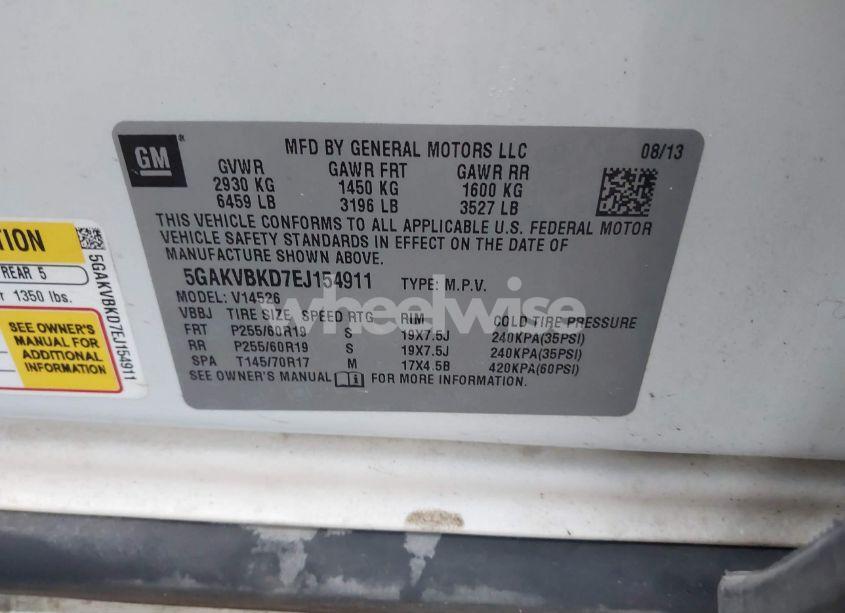 GM
MFD BY GENERAL MOTORS LLC 08/13
GVWR GAWR FRT GAWR RR
2930 KG 1450 KG 1600 KG
6459 LB 3196 LB 3527 LB
THIS VEHICLE CONFORMS TO ALL APPLICABLE U.S. FEDERAL MOTOR
VEHICLE SAFETY STANDARDS IN EFFECT ON THE DATE OF
MANUFACTURE SHOWN ABOVE.
5GAKVBKD7EJ154911 TYPE: M.P.V.
MODEL: V14526
VBBJ TIRE SIZE SPEED RTG RIM COLD TIRE PRESSURE
FRT P255/60R19 S 19X7.5J 240KPA(35PSI)
RR P255/60R19 S 19X7.5J 240KPA(35PSI)
SPA T145/70R17 M 17X4.5B 420KPA(60PSI)
SEE OWNER'S MANUAL FOR MORE INFORMATION.
wheelwise
REAR 5
1350 lbs.
SEE OWNER'S
MANUAL FOR
ADDITIONAL
INFORMATION
5GAKVBKD7EJ154911